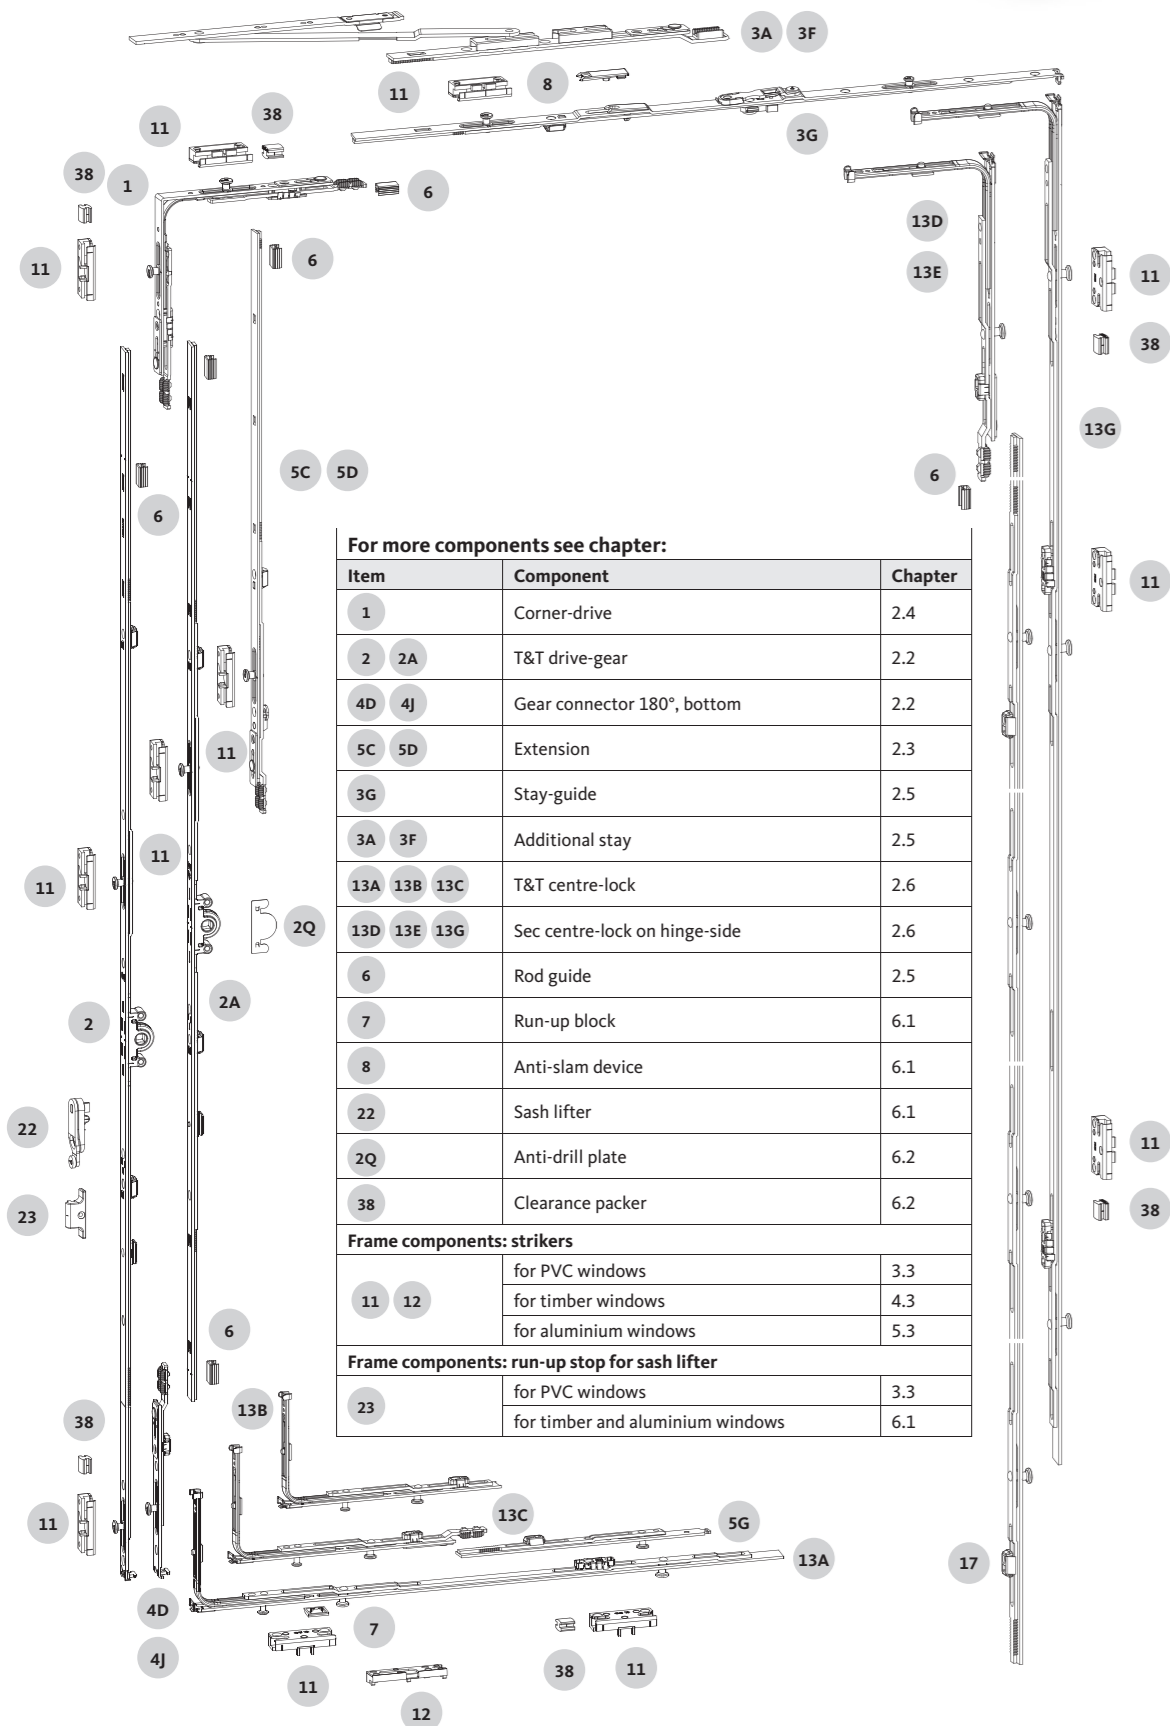 3A 3F
11
8
38
11
3G
38
1
6
13D
6
11
13E
11
38
13G
5C 5D
6
6
For more components see chapter:
Item Component Chapter
11
1 Corner-drive 2.4
2 2A T&T drive-gear 2.2
4D 4J Gear connector 180°, bottom 2.2
5C 5D Extension 2.3
11
3G Stay-guide 2.5
3A 3F Additional stay 2.5
11
11
13A 13B 13C T&T centre-lock 2.6
2Q
13D 13E 13G Sec centre-lock on hinge-side 2.6
6 Rod guide 2.5
2A
2
7 Run-up block 6.1
8 Anti-slam device 6.1
22
22 Sash lifter 6.1
11
2Q Anti-drill plate 6.2
38 Clearance packer 6.2
38
23
Frame components: strikers
11 12 for PVC windows 3.3
for timber windows 4.3
for aluminium windows 5.3
6
Frame components: run-up stop for sash lifter
23 for PVC windows 3.3
for timber and aluminium windows 6.1
13B
38
13C
5G
11
13A
17
4D
7
4J
11
38
11
12